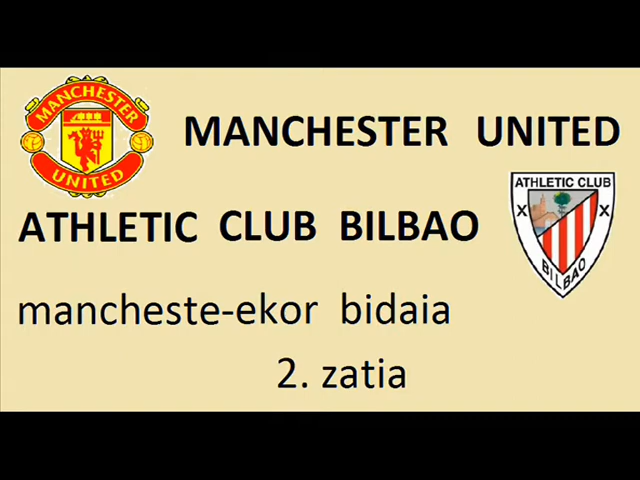 MANCHESTER
UNITED
MANCHESTER UNITED
ATHLETIC CLUB BILBAO
ATHLETIC CLUB
X X
BILBAO
mancheste-ekor bidaia
2. zatia